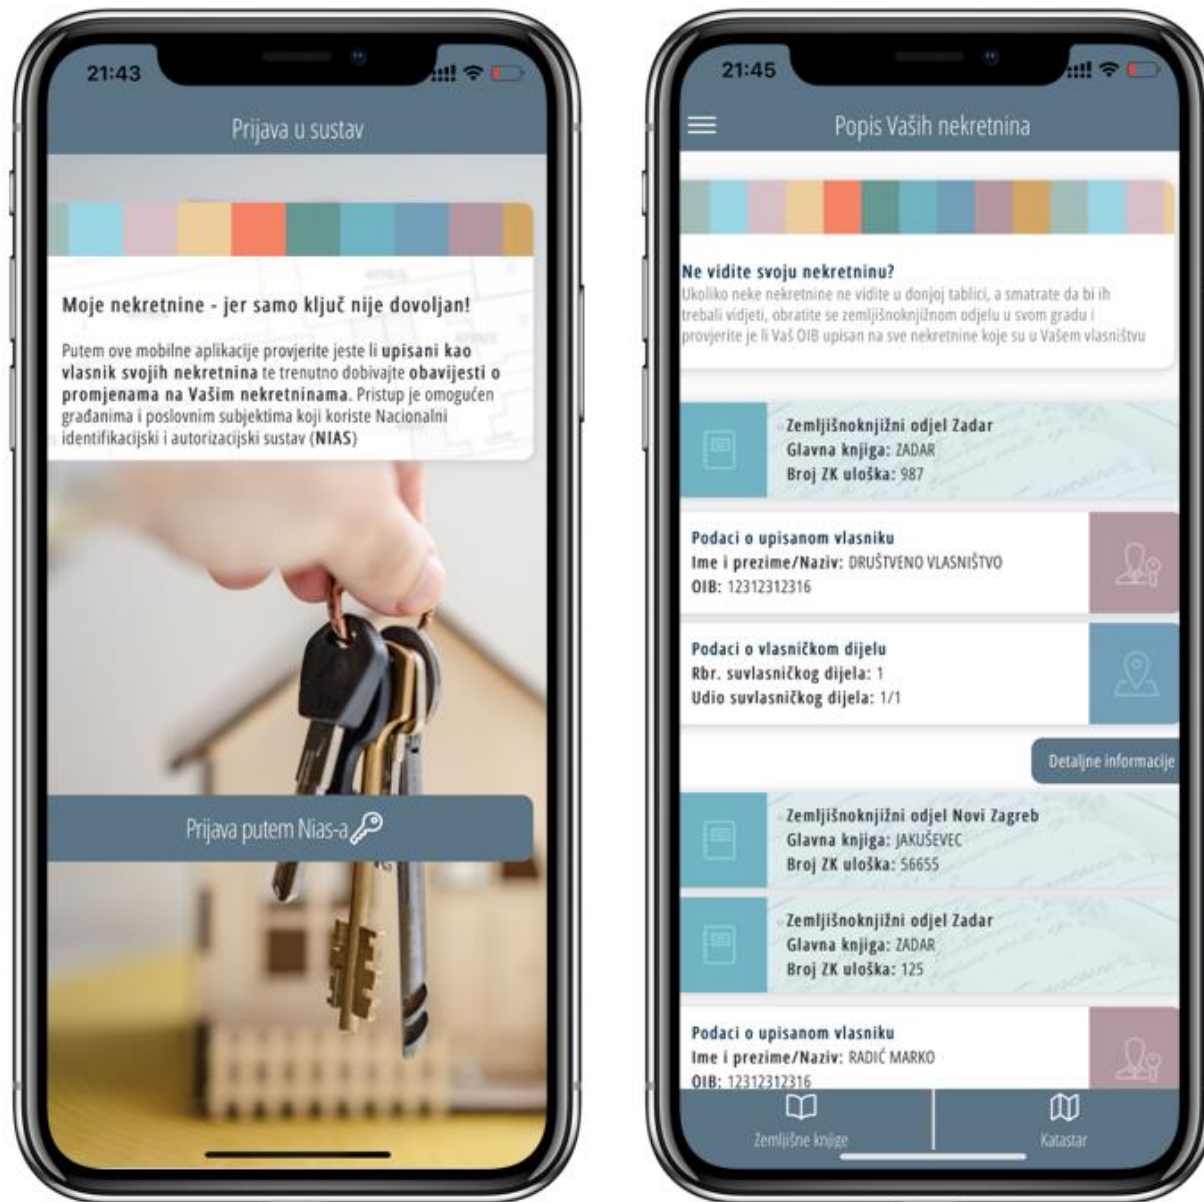 21:43
Prijava u sustav
Moje nekretnine - jer samo ključ nije dovoljan!
Putem ove mobilne aplikacije provjerite jeste li upisani kao
vlasnik svojih nekretnina te trenutno dobivajte obavijesti o
promjenama na Vašim nekretninama. Pristup je omogućen
građanima i poslovnim subjektima koji koriste Nacionalni
identifikacijski i autorizacijski sustav (NIAS)
Prijava putem Nias-a
21:45
Popis Vaših nekretnina
Ne vidite svoju nekretninu?
Ukoliko neke nekretnine ne vidite u donjoj tablici, a smatrate da bi ih
trebali vidjeti, obratite se zemljišnoknjižnom odjelu u svom gradu i
provjerite je li Vaš OIB upisan na sve nekretnine koje su u Vašem vlasništvu
Zemljišnoknjižni odjel Zadar
Glavna knjiga: ZADAR
Broj ZK uloška: 987
Podaci o upisanom vlasniku
Ime i prezime/Naziv: DRUŠTVENO VLASNIŠTVO
OIB: 12312312316
Podaci o vlasničkom dijelu
Rbr. suvlasničkog dijela: 1
Udio suvlasničkog dijela: 1/1
Detaljne informacije
Zemljišnoknjižni odjel Novi Zagreb
Glavna knjiga: JAKUŠEVEC
Broj ZK uloška: 56655
Zemljišnoknjižni odjel Zadar
Glavna knjiga: ZADAR
Broj ZK uloška: 125
Podaci o upisanom vlasniku
Ime i prezime/Naziv: RADIĆ MARKO
OIB: 12312312316
Zemljišne knjige
Katastar